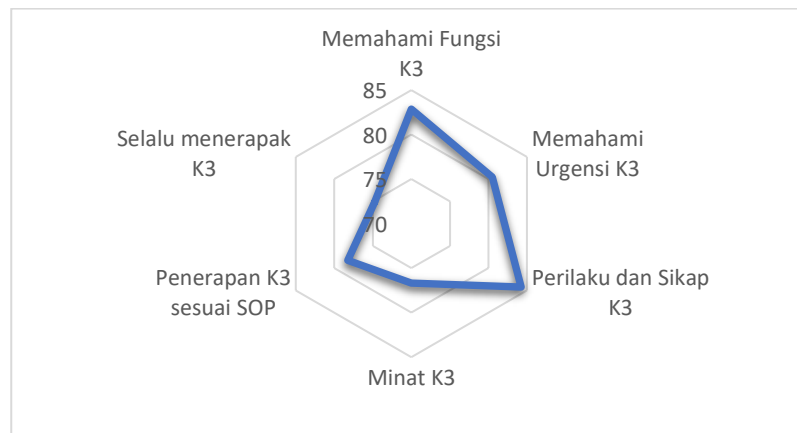 Memahami Fungsi
K3
Memahami
Urgensi K3
Perilaku dan Sikap
K3
Minat K3
Penerapan K3
sesuai SOP
Selalu menerapak
K3
85
80
75
70